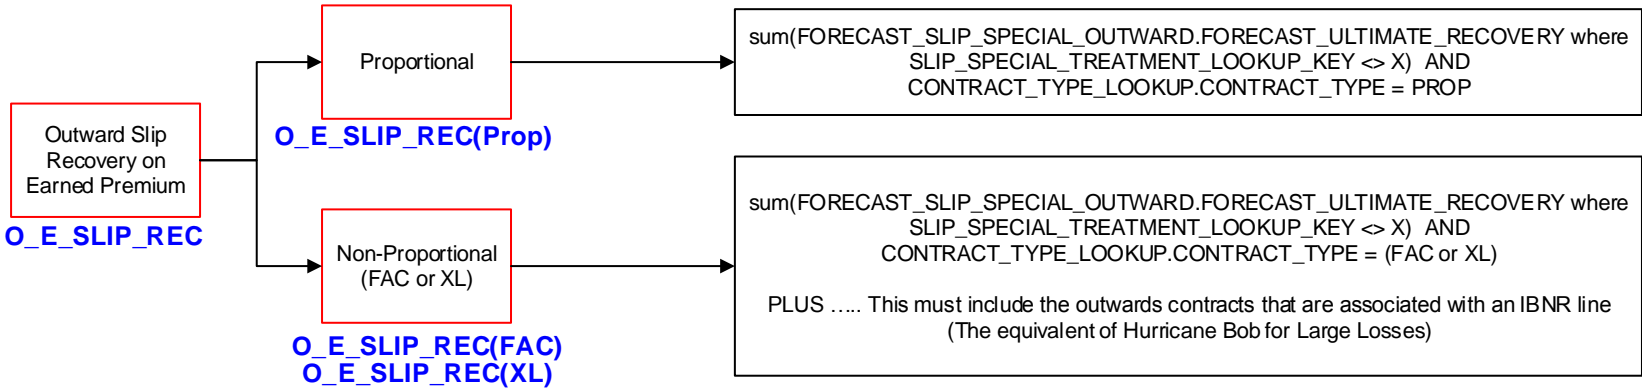 Outward Slip
Recovery on
Earned Premium
O_E_SLIP_REC
Proportional
O_E_SLIP_REC(Prop)
Non-Proportional
(FAC or XL)
O_E_SLIP_REC(FAC)
O_E_SLIP_REC(XL)
sum(FORECAST_SLIP_SPECIAL_OUTWARD.FORECAST_ULTIMATE_RECOVERY where
SLIP_SPECIAL_TREATMENT_LOOKUP_KEY <> X) AND
CONTRACT_TYPE_LOOKUP.CONTRACT_TYPE = PROP
sum(FORECAST_SLIP_SPECIAL_OUTWARD.FORECAST_ULTIMATE_RECOVERY where
SLIP_SPECIAL_TREATMENT_LOOKUP_KEY <> X) AND
CONTRACT_TYPE_LOOKUP.CONTRACT_TYPE = (FAC or XL)
PLUS ..... This must include the outwards contracts that are associated with an IBNR line
(The equivalent of Hurricane Bob for Large Losses)